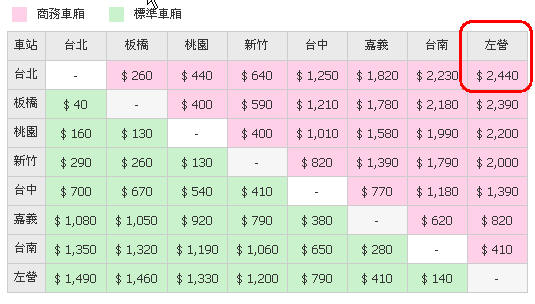 商務車廂 標準車廂
車站 台北 板橋 桃園 新竹 台中 嘉義 台南 左營
台北 - $ 260 $ 440 $ 640 $ 1,250 $ 1,820 $ 2,230 $ 2,440
板橋 $ 40 - $ 400 $ 590 $ 1,210 $ 1,780 $ 2,180 $ 2,390
桃園 $ 160 $ 130 - $ 400 $ 1,010 $ 1,580 $ 1,990 $ 2,200
新竹 $ 290 $ 260 $ 130 - $ 820 $ 1,390 $ 1,790 $ 2,000
台中 $ 700 $ 670 $ 540 $ 410 - $ 770 $ 1,180 $ 1,390
嘉義 $ 1,080 $ 1,050 $ 920 $ 790 $ 380 - $ 620 $ 820
台南 $ 1,350 $ 1,320 $ 1,190 $ 1,060 $ 650 $ 280 - $ 410
左營 $ 1,490 $ 1,460 $ 1,330 $ 1,200 $ 790 $ 410 $ 140 -